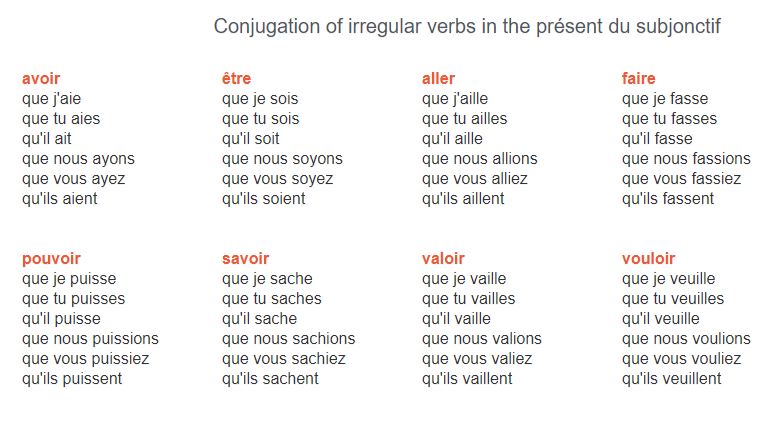 Conjugation of irregular verbs in the présent du subjonctif
avoir
que j'aie
que tu aies
qu'il ait
que nous ayons
que vous ayez
qu'ils aient
être
que je sois
que tu sois
qu'il soit
que nous soyons
que vous soyez
qu'ils soient
aller
que j'aille
que tu ailles
qu'il aille
que nous allions
que vous alliez
qu'ils aillent
faire
que je fasse
que tu fasses
qu'il fasse
que nous fassions
que vous fassiez
qu'ils fassent
pouvoir
que je puisse
que tu puisses
qu'il puisse
que nous puissions
que vous puissiez
qu'ils puissent
savoir
que je sache
que tu saches
qu'il sache
que nous sachions
que vous sachiez
qu'ils sachent
valoir
que je vaille
que tu vailles
qu'il vaille
que nous valions
que vous valiez
qu'ils vaillent
vouloir
que je veuille
que tu veuilles
qu'il veuille
que nous voulions
que vous vouliez
qu'ils veuillent